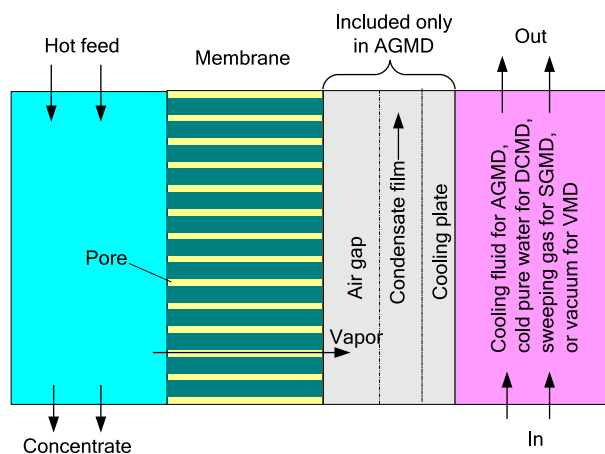 Included only
in AGMD
Hot feed
Membrane
Out
Pore
Vapor
Air gap
Condensate film
Cooling plate
Cooling fluid for AGMD,
cold pure water for DCMD,
sweeping gas for SGMD,
or vacuum for VMD
Concentrate
In